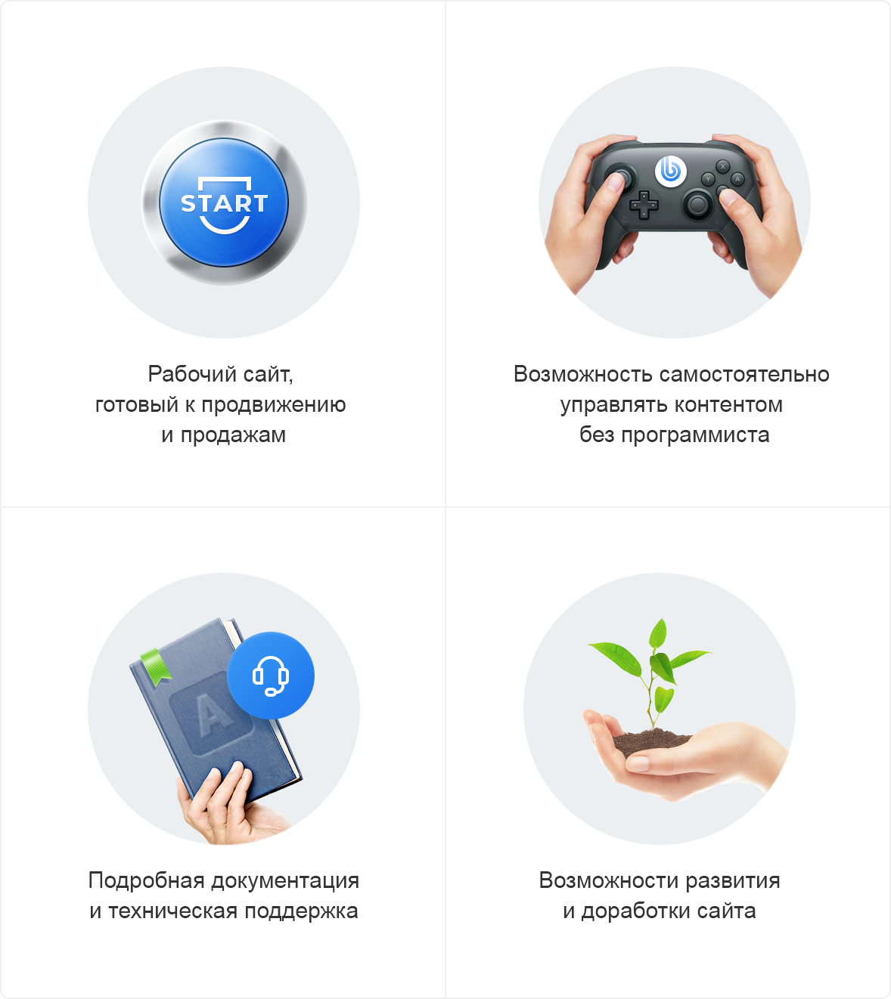 START
X
Y
A
Рабочий сайт,
готовый к продвижению
и продажам
Возможность самостоятельно
управлять контентом
без программиста
A
Подробная документация
и техническая поддержка
Возможности развития
и доработки сайта